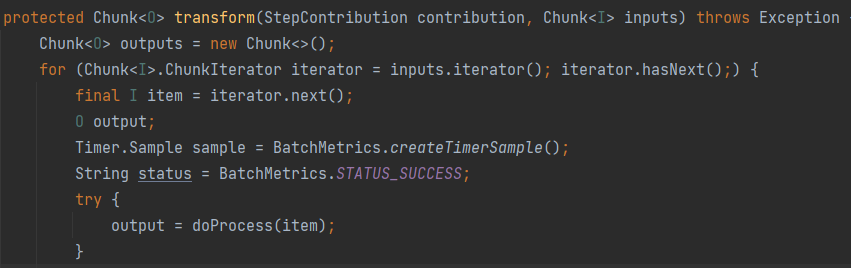 protected Chunk<O> transform(StepContribution contribution, Chunk<I> inputs) throws Exception {
Chunk<O> outputs = new Chunk<>();
for (Chunk<I>.ChunkIterator iterator = inputs.iterator(); iterator.hasNext();) {
final I item = iterator.next();
O output;
Timer.Sample sample = BatchMetrics.createTimerSample();
String status = BatchMetrics.STATUS_SUCCESS;
try {
output = doProcess(item);
}